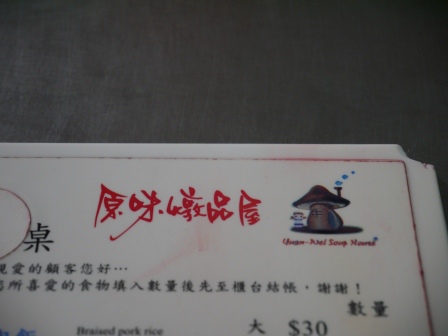 原味燉品屋
Yuan-Wei Soup House
桌
親愛的顧客您好…
您所喜愛的食物填入數量後先至櫃台結帳，謝謝！
數量
Braised pork rice 大 $30